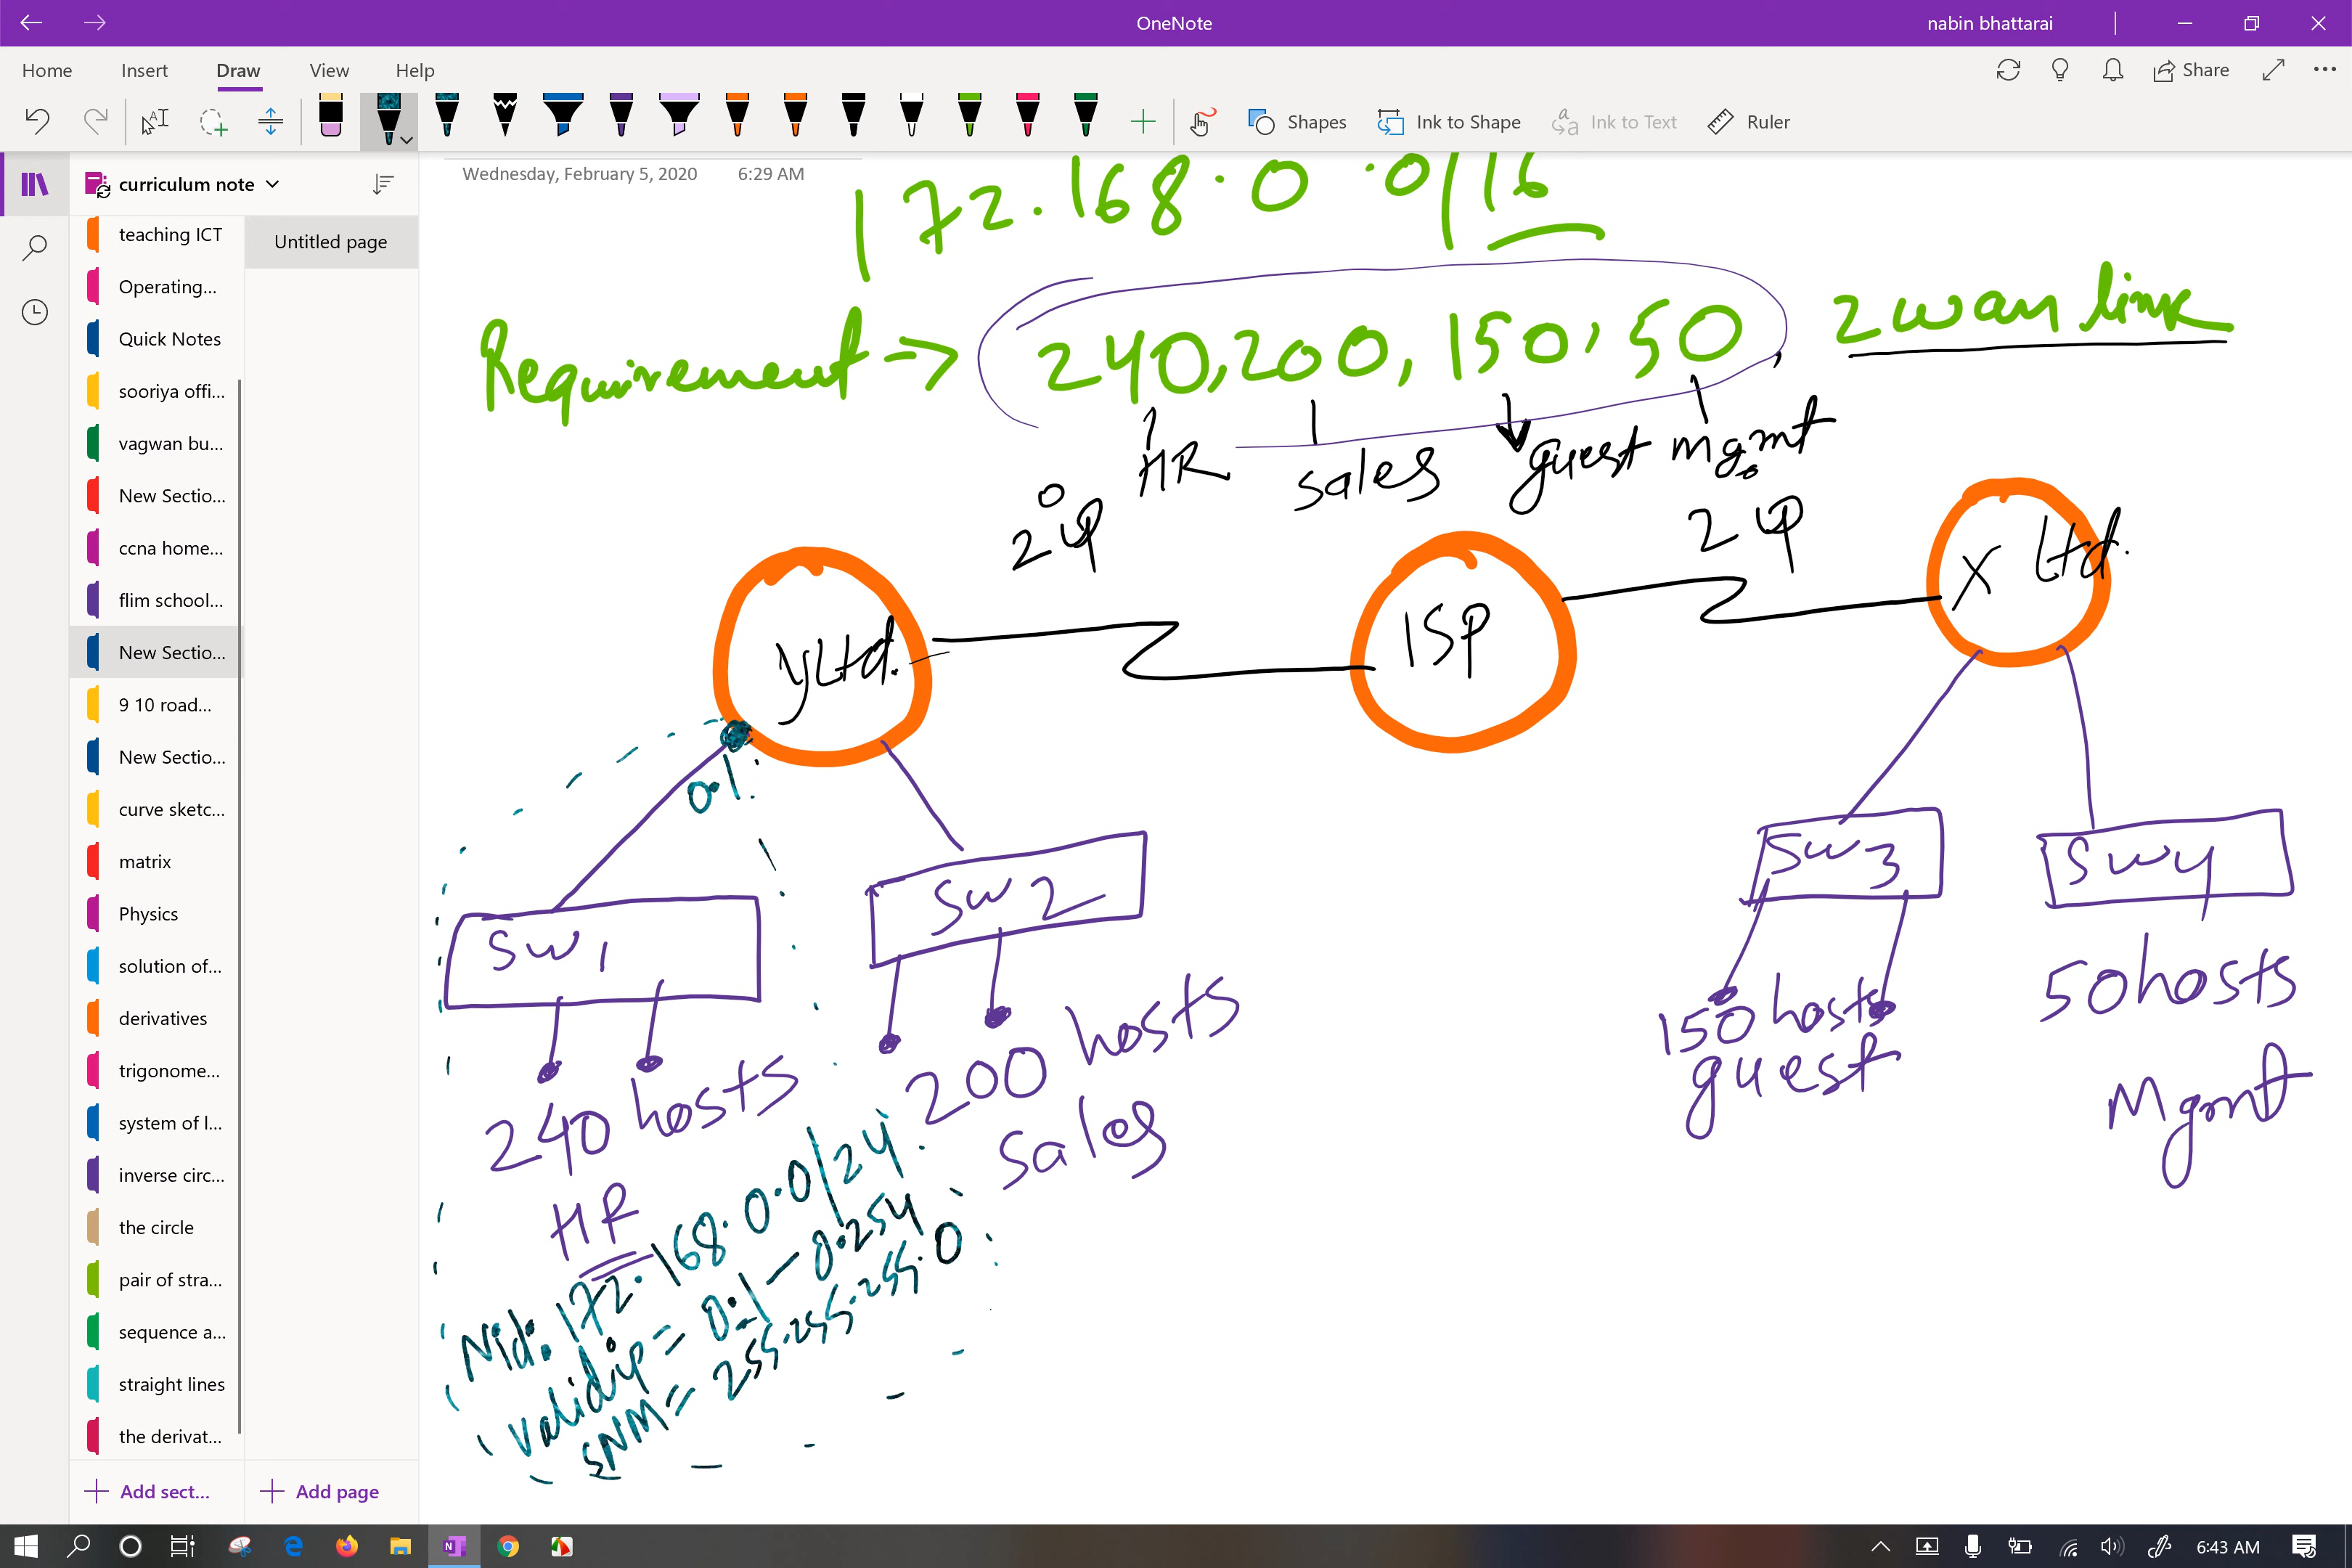 OneNote
nabin bhattarai
Home Insert Draw View Help
Share
Shapes Ink to Shape Ink to Text Ruler
curriculum note
Untitled page
teaching ICT
Operating...
Quick Notes
sooriya offi...
vagwan bu...
New Sectio...
ccna home...
flim school...
New Sectio...
9 10 road...
New Sectio...
curve sketc...
matrix
Physics
solution of...
derivatives
trigonome...
system of l...
inverse circ...
the circle
pair of stra...
sequence a...
straight lines
the derivat...
Add sect...
Add page
Wednesday, February 5, 2020 6:29 AM
172.168.0.0/16
Requirement -> 240, 200, 150, 50, 2 wan link
HR sales guest mgmt
2 ip 2 ip
y Ltd. ISP X Ltd.
0.1
SW1 SW2 SW3 SW4
240 hosts 200 hosts 150 hosts 50 hosts
HR sales guest Mgmt
Nid: 172.168.0.0/24
valid ip = 0.1 - 0.254
SNM = 255.255.255.0
6:43 AM